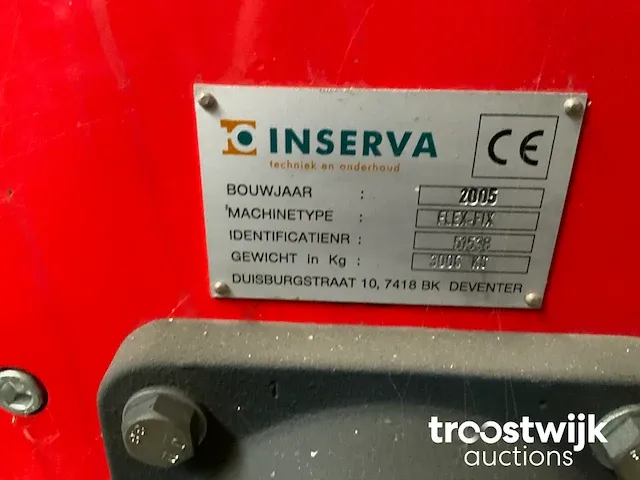 INSERVA
techniek en onderhoud
CE
BOUWJAAR : 2005
MACHINETYPE : FLEX-FIX
IDENTIFICATIENR :
GEWICHT in Kg : KG
DUISBURGSTRAAT 10, 7418 BK DEVENTER
troostwijk
auctions